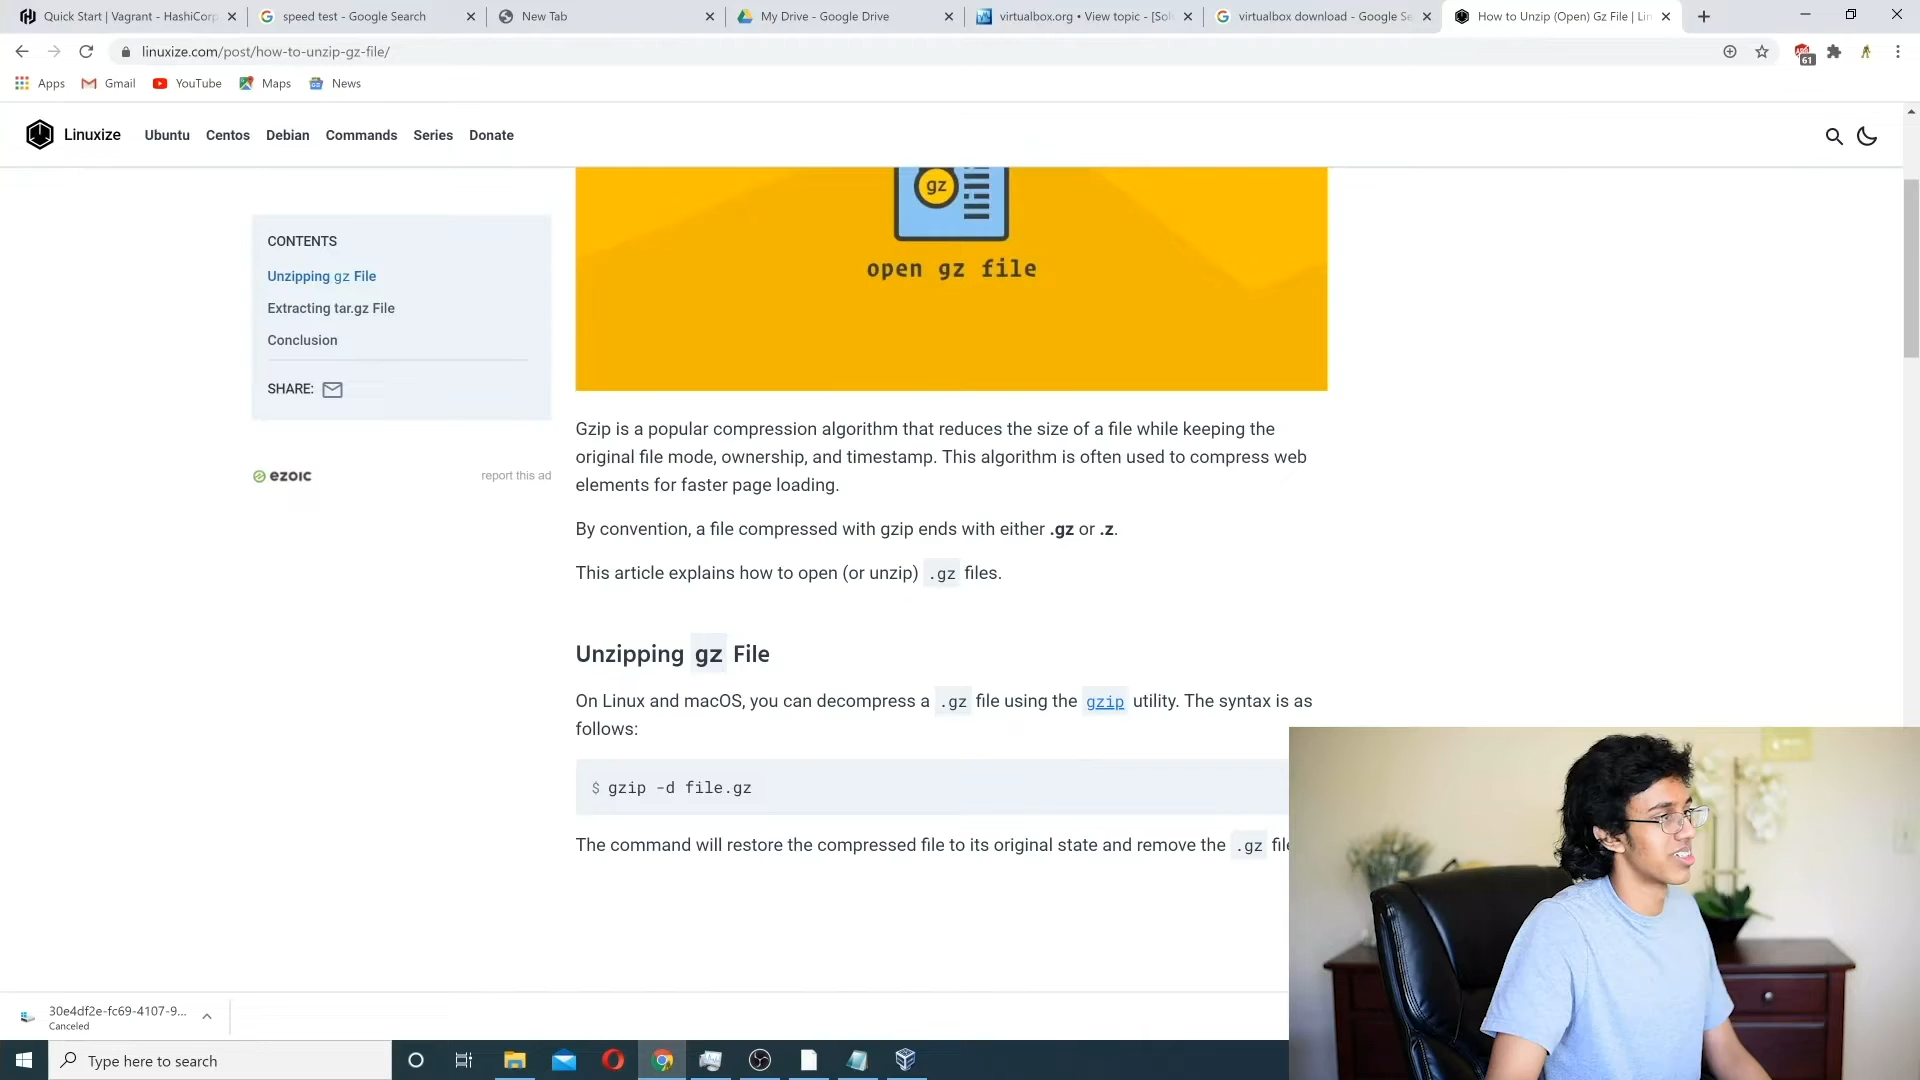 Quick Start | Vagrant - HashiCorp
speed test - Google Search
New Tab
My Drive - Google Drive
virtualbox.org • View topic - [Sol
virtualbox download - Google Se
How to Unzip (Open) Gz File | Lin
linuxize.com/post/how-to-unzip-gz-file/
61
Apps
Gmail
YouTube
Maps
News
Linuxize
Ubuntu
Centos
Debian
Commands
Series
Donate
gz
open gz file
CONTENTS
Unzipping gz File
Extracting tar.gz File
Conclusion
SHARE:
ezoic
report this ad
Gzip is a popular compression algorithm that reduces the size of a file while keeping the
original file mode, ownership, and timestamp. This algorithm is often used to compress web
elements for faster page loading.
By convention, a file compressed with gzip ends with either .gz or .z.
This article explains how to open (or unzip) .gz files.
Unzipping gz File
On Linux and macOS, you can decompress a .gz file using the gzip utility. The syntax is as
follows:
$ gzip -d file.gz
The command will restore the compressed file to its original state and remove the .gz file
30e4df2e-fc69-4107-9...
Canceled
Type here to search